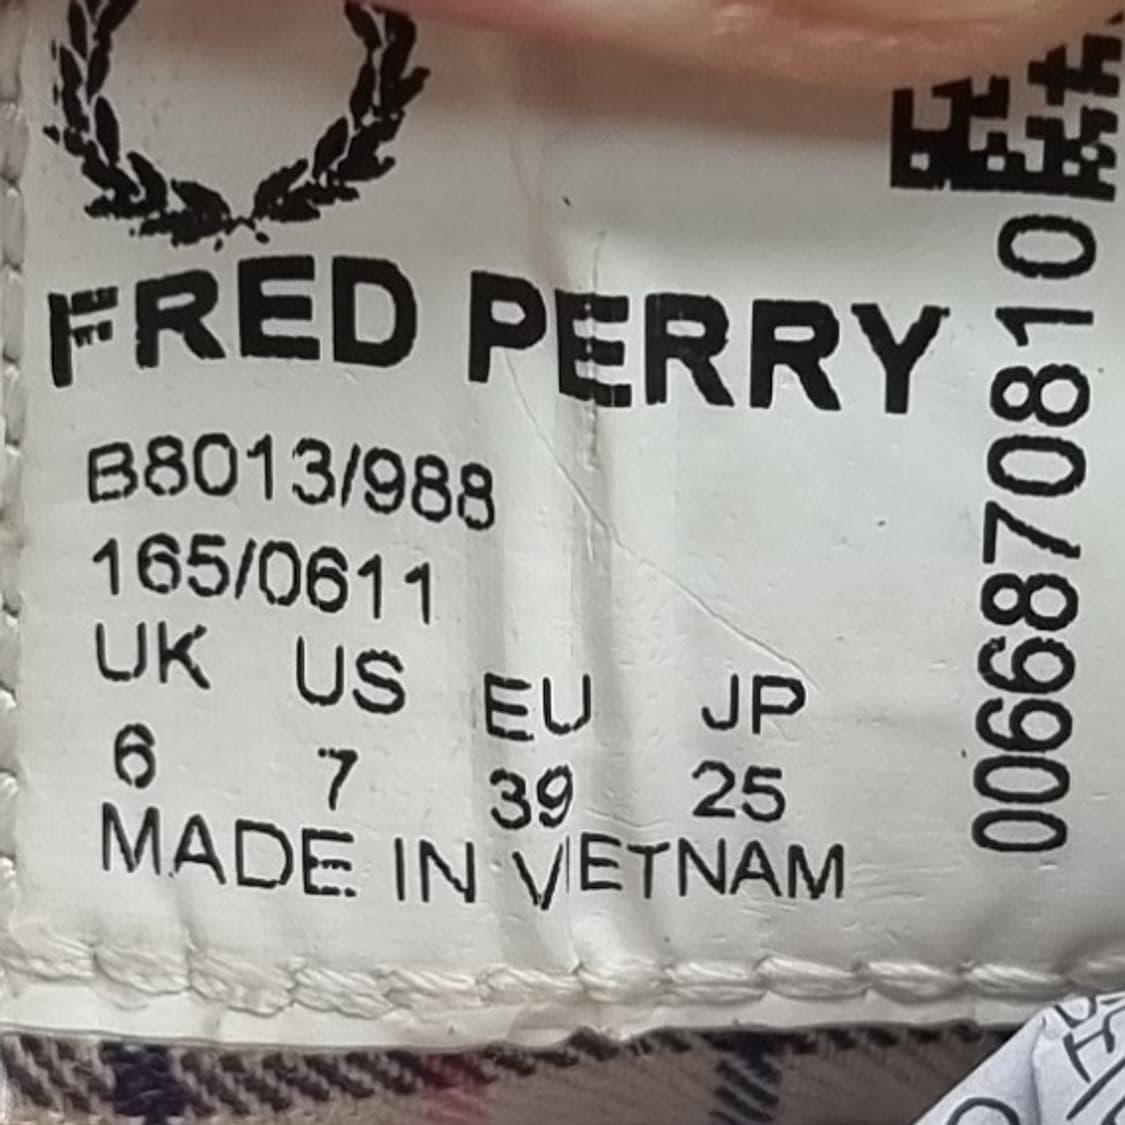 FRED PERRY
B8013/988
165/0611
UK US EU JP
6 7 39 25
MADE IN VIETNAM
0066870810